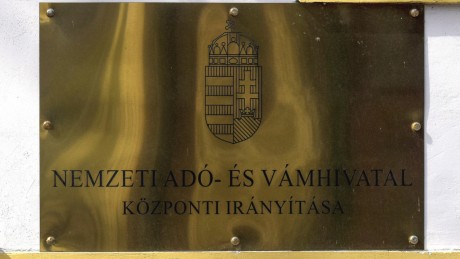 NEMZETI ADÓ- ÉS VÁMHIVATAL
KÖZPONTI IRÁNYÍTÁSA